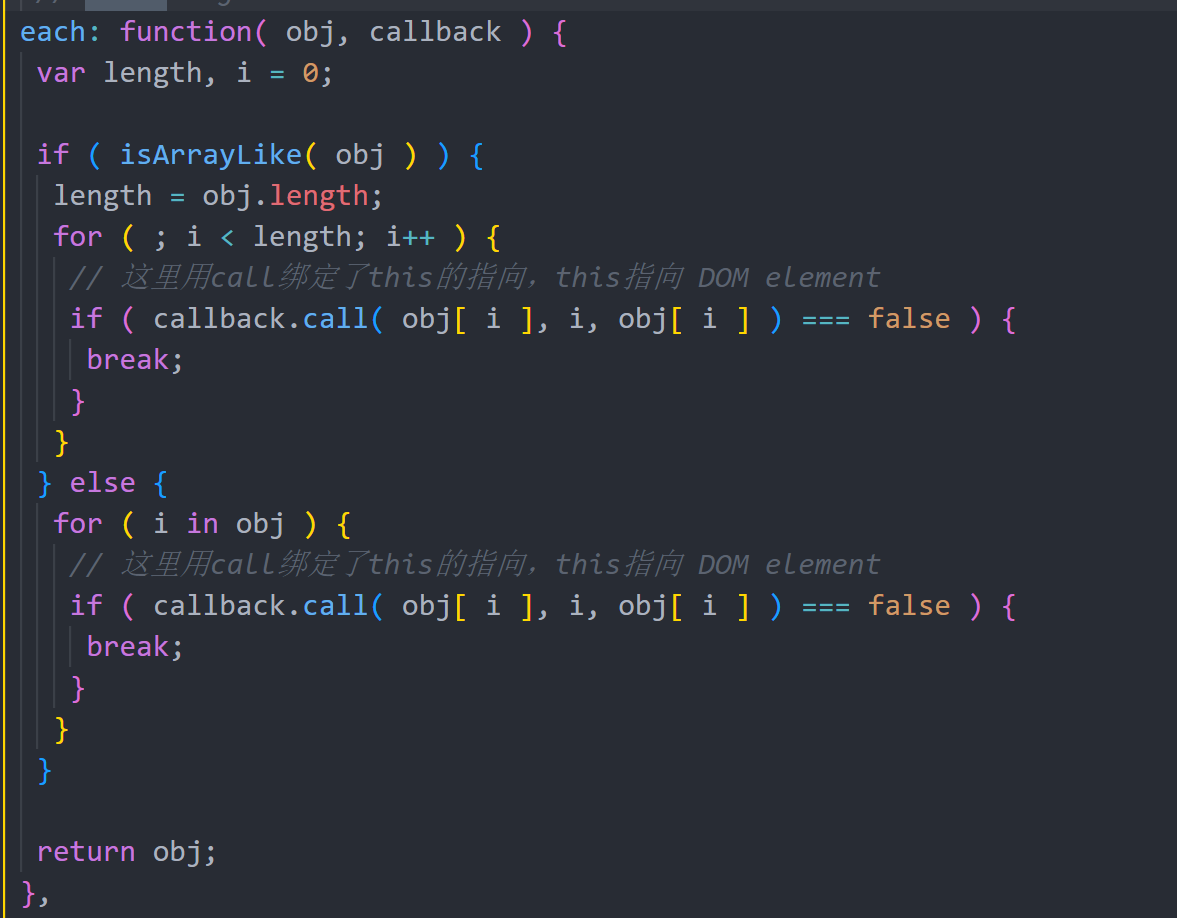 each: function( obj, callback ) {
var length, i = 0;
if ( isArrayLike( obj ) ) {
length = obj.length;
for ( ; i < length; i++ ) {
// 这里用call绑定了this的指向，this指向 DOM element
if ( callback.call( obj[ i ], i, obj[ i ] ) === false ) {
break;
}
}
} else {
for ( i in obj ) {
// 这里用call绑定了this的指向，this指向 DOM element
if ( callback.call( obj[ i ], i, obj[ i ] ) === false ) {
break;
}
}
}
return obj;
},